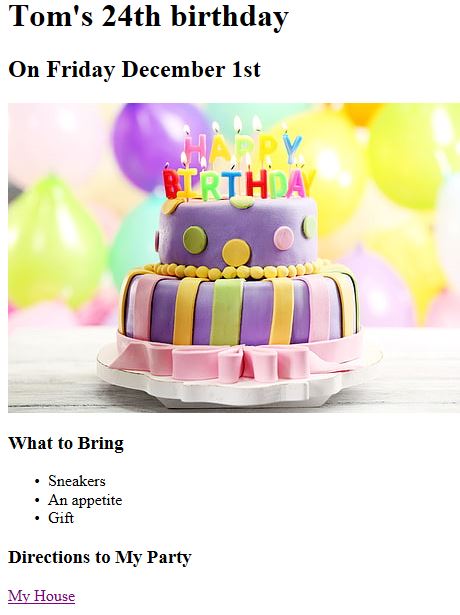 Tom's 24th birthday
On Friday December 1st
HAPPY
BIRTHDAY
What to Bring
Sneakers
An appetite
Gift
Directions to My Party
My House